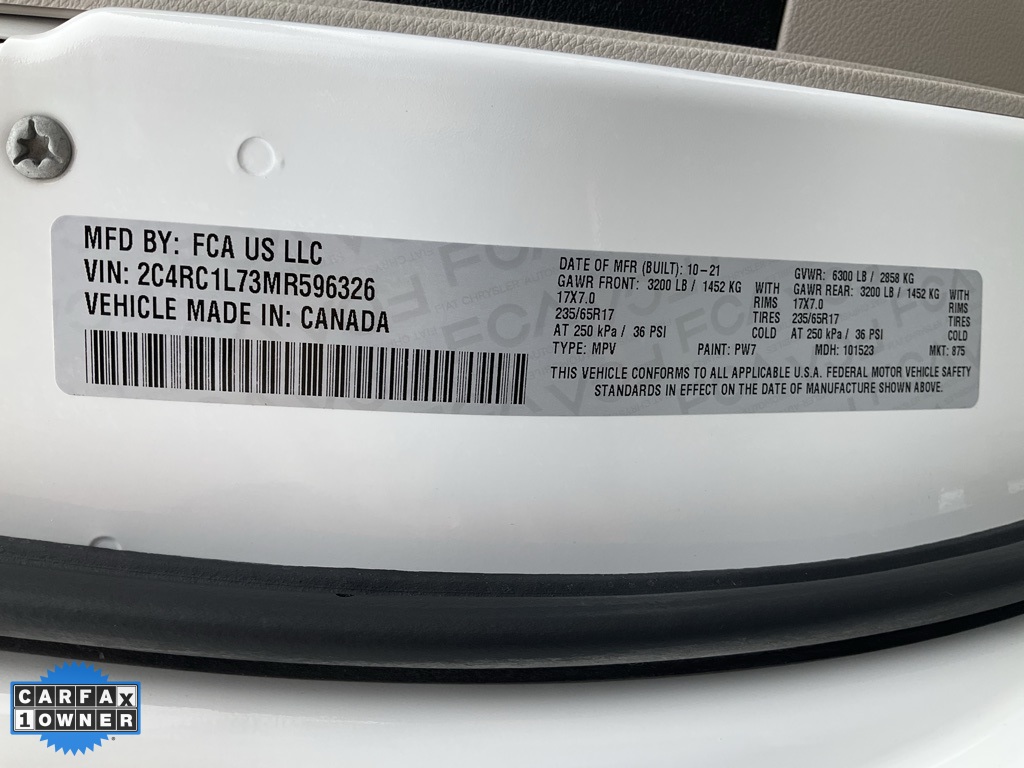 MFD BY: FCA US LLC
VIN: 2C4RC1L73MR596326
VEHICLE MADE IN: CANADA
DATE OF MFR (BUILT): 10-21 GVWR: 6300 LB / 2858 KG
GAWR FRONT: 3200 LB / 1452 KG WITH GAWR REAR: 3200 LB / 1452 KG WITH
17X7.0 RIMS 17X7.0 RIMS
235/65R17 TIRES 235/65R17 TIRES
AT 250 kPa / 36 PSI COLD AT 250 kPa / 36 PSI COLD
TYPE: MPV PAINT: PW7 MDH: 101523 MKT: 875
THIS VEHICLE CONFORMS TO ALL APPLICABLE U.S.A. FEDERAL MOTOR VEHICLE SAFETY
STANDARDS IN EFFECT ON THE DATE OF MANUFACTURE SHOWN ABOVE.
CARFAX
1 OWNER